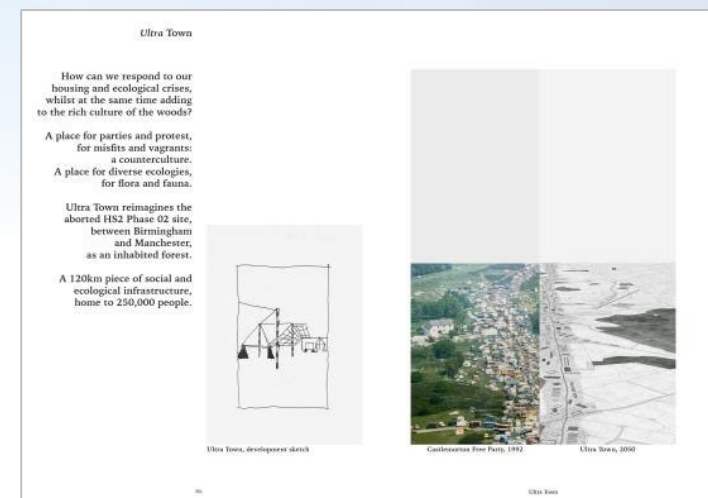 Ultra Town
How can we respond to our
housing and ecological crises,
whilst at the same time adding
to the rich culture of the woods?
A place for parties and protest,
for misfits and vagrants:
a counterculture.
A place for diverse ecologies,
for flora and fauna.
Ultra Town reimagines the
aborted HS2 Phase 02 site,
between Birmingham
and Manchester,
as an inhabited forest.
A 120km piece of social and
ecological infrastructure,
home to 250,000 people.
Ultra Town, development sketch
Castlemorton Free Party, 1992
Ultra Town, 2050
Ultra Town